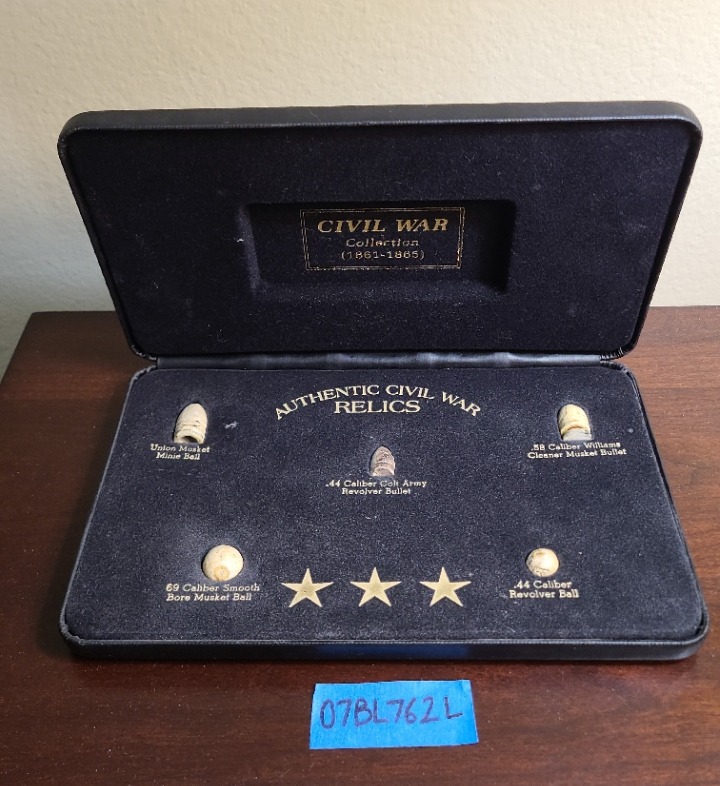 CIVIL WAR
Collection
(1861-1865)
AUTHENTIC CIVIL WAR
RELICS
Union Musket
Minie Ball
.58 Caliber Williams
Cleaner Musket Bullet
.44 Caliber Colt Army
Revolver Bullet
69 Caliber Smooth
Bore Musket Ball
.44 Caliber
Revolver Ball
07BL762L